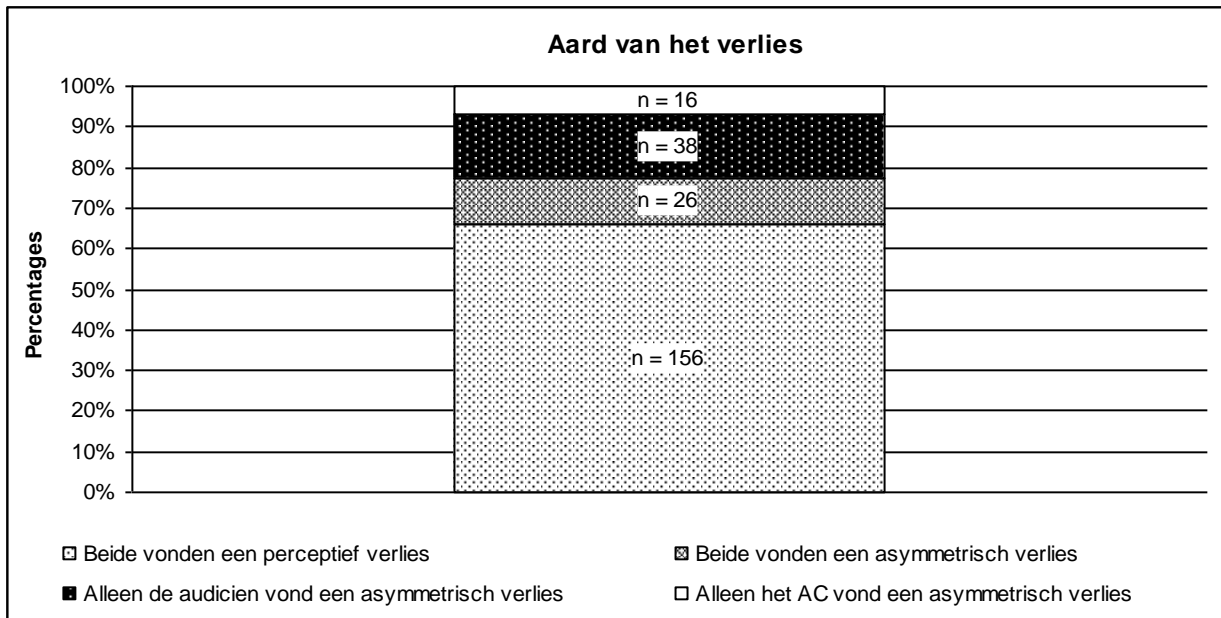 Aard van het verlies
100%
90%
80%
70%
60%
50%
40%
30%
20%
10%
0%
Percentages
n = 16
n = 38
n = 26
n = 156
Beide vonden een perceptief verlies
Beide vonden een asymmetrisch verlies
Alleen de audicien vond een asymmetrisch verlies
Alleen het AC vond een asymmetrisch verlies